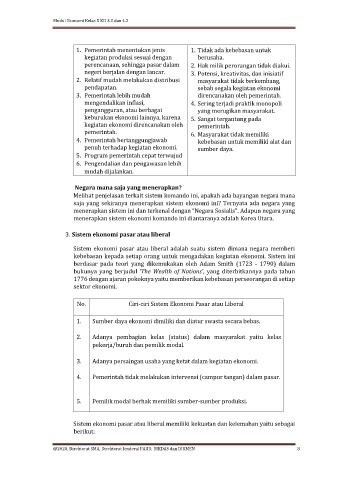 Modul Ekonomi Kelas X KD 3.2 dan 4.2
1. Pemerintah menentukan jenis
kegiatan produksi sesuai dengan
perencanaan, sehingga pasar dalam
negeri berjalan dengan lancar.
2. Relatif mudah melakukan distribusi
pendapatan.
3. Pemerintah lebih mudah
mengendalikan inflasi,
pengangguran, atau berbagai
keburukan ekonomi lainnya, karena
kegiatan ekonomi direncanakan oleh
pemerintah.
4. Pemerintah bertanggungjawab
penuh terhadap kegiatan ekonomi.
5. Program pemerintah cepat terwujud
6. Pengendalian dan pengawasan lebih
mudah dijalankan.
1. Tidak ada kebebasan untuk
berusaha.
2. Hak milik perorangan tidak diakui.
3. Potensi, kreativitas, dan inisiatif
masyarakat tidak berkembang,
sebab segala kegiatan ekonomi
direncanakan oleh pemerintah.
4. Sering terjadi praktik monopoli
yang merugikan masyarakat.
5. Sangat tergantung pada
pemerintah.
6. Masyarakat tidak memiliki
kebebasan untuk memiliki alat dan
sumber daya.
Negara mana saja yang menerapkan?
Melihat penjelasan terkait sistem komando ini, apakah ada bayangan negara mana
saja yang sekiranya menerapkan sistem ekonomi ini? Ternyata ada negara yang
menerapkan sistem ini dan terkenal dengan "Negara Sosialis". Adapun negara yang
menerapkan sistem ekonomi komando ini diantaranya adalah Korea Utara.
3. Sistem ekonomi pasar atau liberal
Sistem ekonomi pasar atau liberal adalah suatu sistem dimana negara memberi
kebebasan kepada setiap orang untuk mengadakan kegiatan ekonomi. Sistem ini
berdasar pada teori yang dikemukakan oleh Adam Smith (1723 – 1790) dalam
bukunya yang berjudul 'The Wealth of Nations', yang diterbitkannya pada tahun
1776 dengan ajaran pokoknya yaitu memberikan kebebasan perseorangan di setiap
sektor ekonomi.
No. Ciri-ciri Sistem Ekonomi Pasar atau Liberal
1. Sumber daya ekonomi dimiliki dan diatur swasta secara bebas.
2. Adanya pembagian kelas (status) dalam masyarakat yaitu kelas
pekerja/buruh dan pemilik modal.
3. Adanya persaingan usaha yang ketat dalam kegiatan ekonomi.
4. Pemerintah tidak melakukan intervensi (campur tangan) dalam pasar.
5. Pemilik modal berhak memiliki sumber-sumber produksi.
Sistem ekonomi pasar atau liberal memiliki kekuatan dan kelemahan yaitu sebagai
berikut:
@2020, Direktorat SMA, Direktorat Jenderal PAUD, DIKDAS dan DIKMEN 8